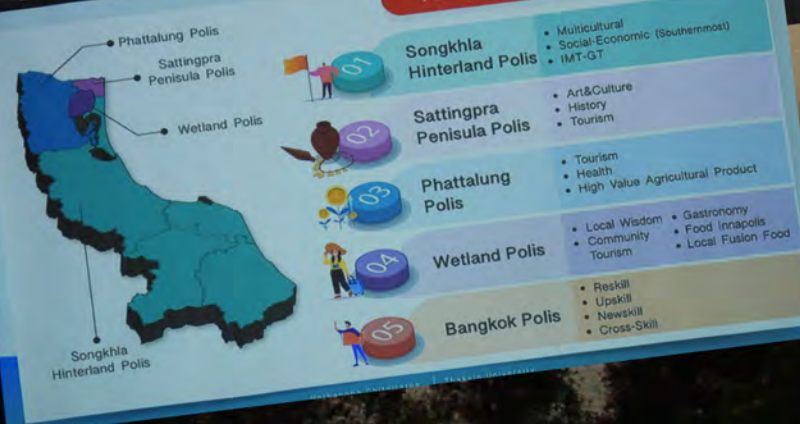 Phattalung Polis
Sattingpra
Penisula Polis
Wetland Polis
Songkhla
Hinterland Polis
01
Songkhla
Hinterland Polis
• Multicultural
• Social-Economic (Southernmost)
• IMT-GT
02
Sattingpra
Penisula Polis
• Art&Culture
• History
• Tourism
03
Phattalung
Polis
• Tourism
• Health
• High Value Agricultural Product
04
Wetland Polis
• Local Wisdom
• Community
Tourism
• Gastronomy
• Food Innapolis
• Local Fusion Food
05
Bangkok Polis
• Reskill
• Upskill
• Newskill
• Cross-Skill
Thaksin University